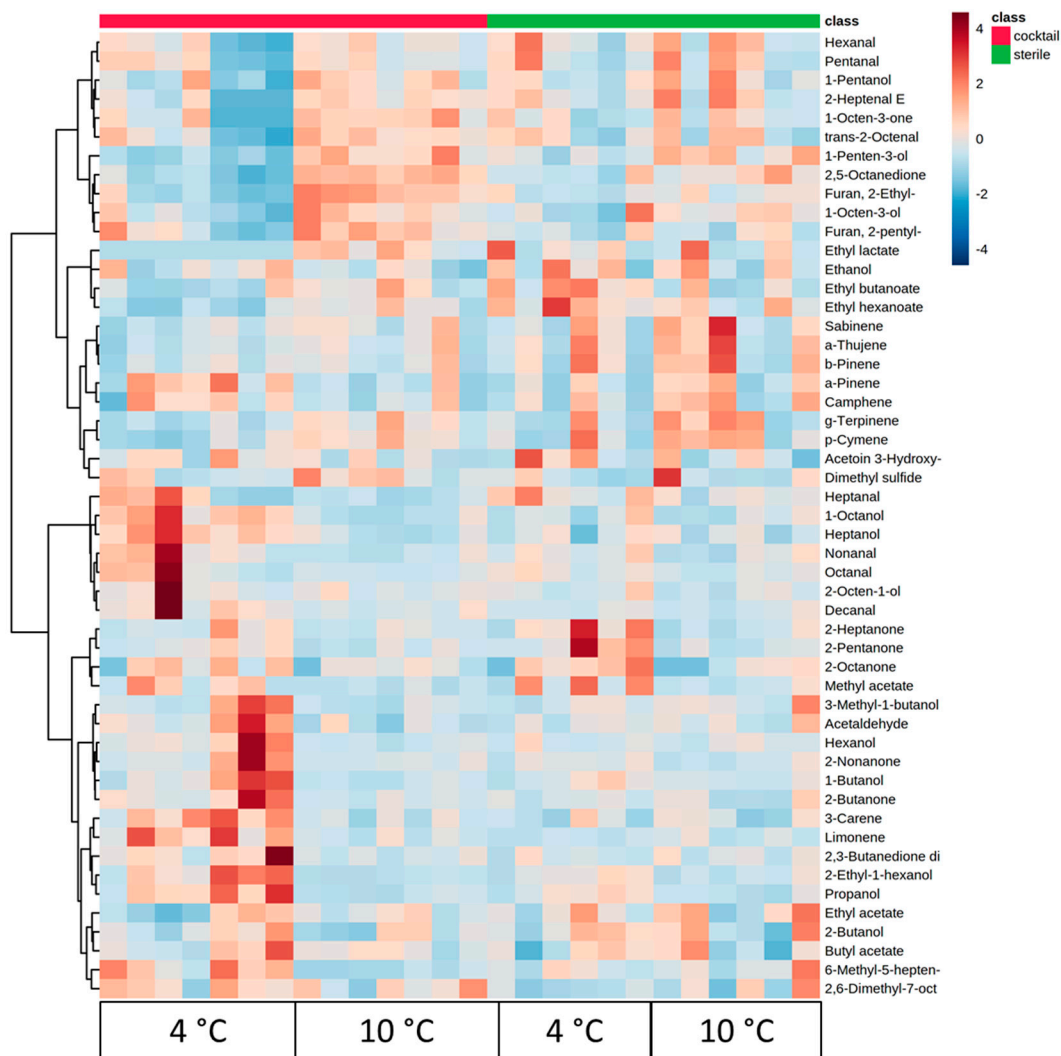 class
class
cocktail
sterile
4
2
0
-2
-4
Hexanal
Pentanal
1-Pentanol
2-Heptenal E
1-Octen-3-one
trans-2-Octenal
1-Penten-3-ol
2,5-Octanedione
Furan, 2-Ethyl-
1-Octen-3-ol
Furan, 2-pentyl-
Ethyl lactate
Ethanol
Ethyl butanoate
Ethyl hexanoate
Sabinene
a-Thujene
b-Pinene
a-Pinene
Camphene
g-Terpinene
p-Cymene
Acetoin 3-Hydroxy-
Dimethyl sulfide
Heptanal
1-Octanol
Heptanol
Nonanal
Octanal
2-Octen-1-ol
Decanal
2-Heptanone
2-Pentanone
2-Octanone
Methyl acetate
3-Methyl-1-butanol
Acetaldehyde
Hexanol
2-Nonanone
1-Butanol
2-Butanone
3-Carene
Limonene
2,3-Butanedione di
2-Ethyl-1-hexanol
Propanol
Ethyl acetate
2-Butanol
Butyl acetate
6-Methyl-5-hepten-
2,6-Dimethyl-7-oct
4 °C 10 °C 4 °C 10 °C